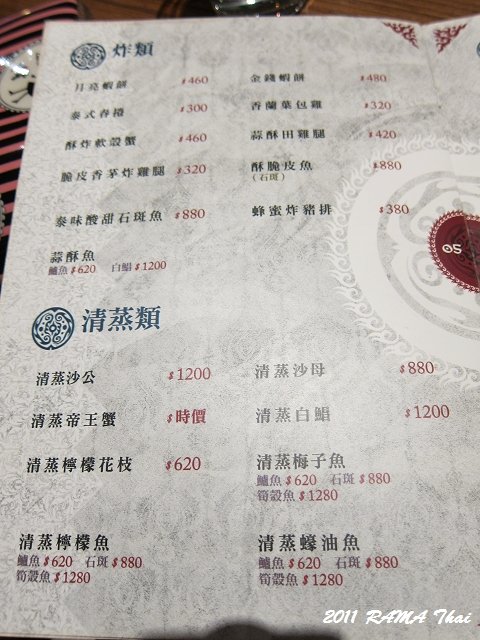 炸類
月亮蝦餅 $460 金錢蝦餅 $480
泰式春捲 $300 香蘭葉包雞 $320
酥炸軟殼蟹 $460 蒜酥田雞腿 $420
脆皮香茅炸雞腿 $320 酥脆皮魚 $880
(石斑)
泰味酸甜石斑魚 $880 蜂蜜炸豬排 $380
蒜酥魚
鱸魚$620 白鯧$1200
05
清蒸類
清蒸沙公 $1200 清蒸沙母 $880
清蒸帝王蟹 $時價 清蒸白鯧 $1200
清蒸檸檬花枝 $620 清蒸梅子魚
鱸魚$620 石斑$880
筍殼魚$1280
清蒸檸檬魚 清蒸蠔油魚
鱸魚$620 石斑$880 鱸魚$620 石斑$880
筍殼魚$1280 筍殼魚$1280
2011 RAMA Thai